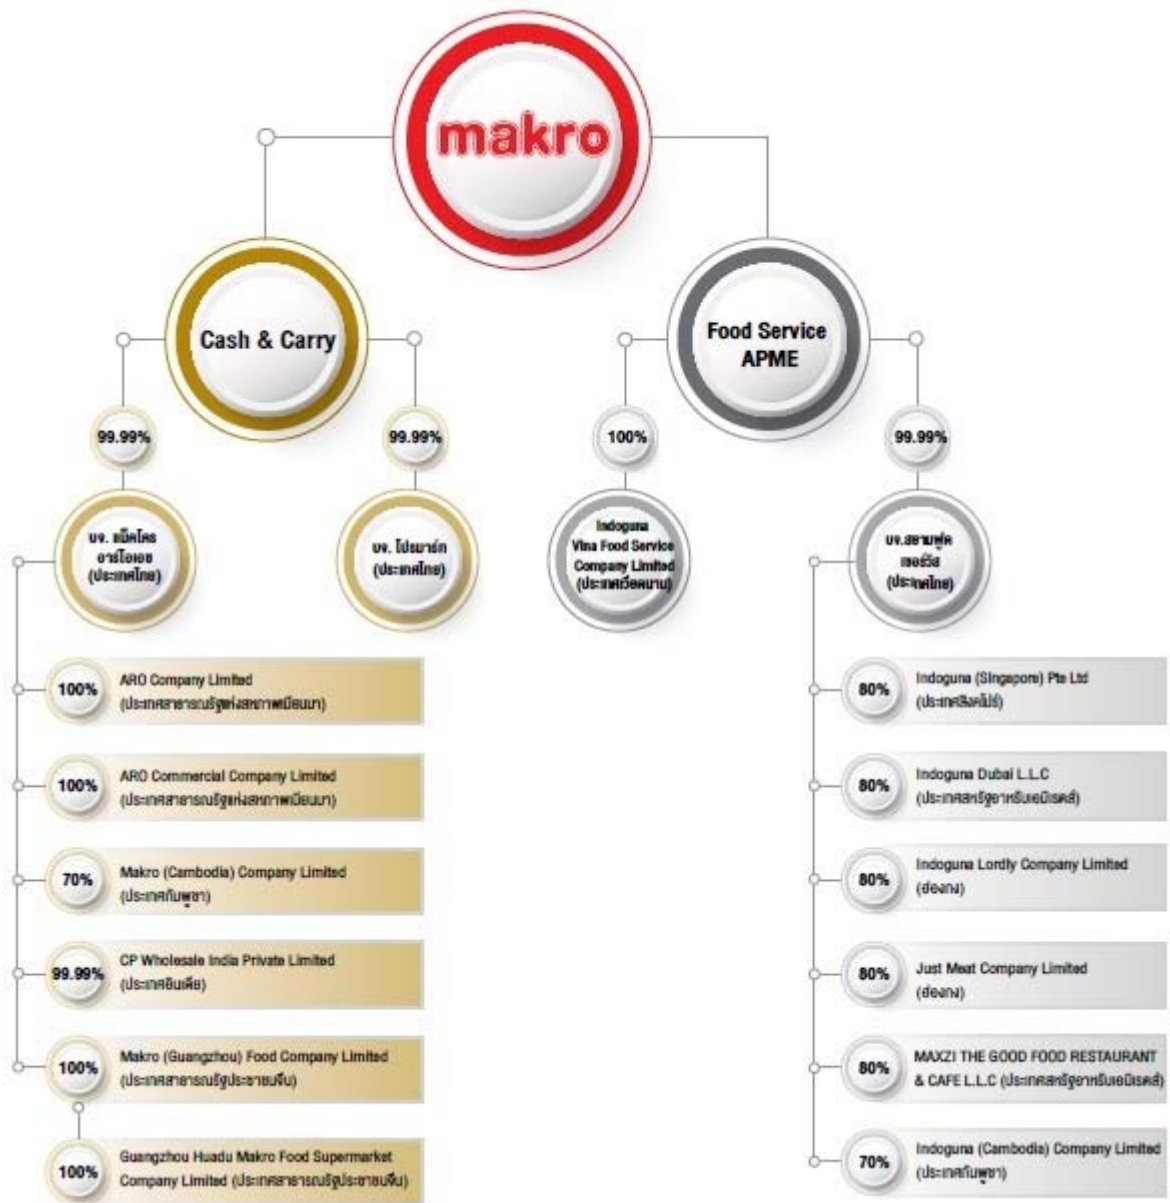 makro
Cash & Carry
Food Service
APME
99.99%
99.99%
100%
99.99%
บจ. แม็คโคร
อาร์โอเอช
(ประเทศไทย)
บจ. โปรมาร์ท
(ประเทศไทย)
Indoguna
Vina Food Service
Company Limited
(ประเทศเวียดนาม)
บจ.สยามฟูด
เซอร์วิส
(ประเทศไทย)
100%
ARO Company Limited
(ประเทศสาธารณรัฐแห่งสหภาพเมียนมา)
100%
ARO Commercial Company Limited
(ประเทศสาธารณรัฐแห่งสหภาพเมียนมา)
70%
Makro (Cambodia) Company Limited
(ประเทศกัมพูชา)
99.99%
CP Wholesale India Private Limited
(ประเทศอินเดีย)
100%
Makro (Guangzhou) Food Company Limited
(ประเทศสาธารณรัฐประชาชนจีน)
100%
Guangzhou Huadu Makro Food Supermarket
Company Limited (ประเทศสาธารณรัฐประชาชนจีน)
80%
Indoguna (Singapore) Pte Ltd
(ประเทศสิงคโปร์)
80%
Indoguna Dubai L.L.C
(ประเทศสหรัฐอาหรับเอมิเรตส์)
80%
Indoguna Lordly Company Limited
(ฮ่องกง)
80%
Just Meat Company Limited
(ฮ่องกง)
80%
MAXZI THE GOOD FOOD RESTAURANT
& CAFE L.L.C (ประเทศสหรัฐอาหรับเอมิเรตส์)
70%
Indoguna (Cambodia) Company Limited
(ประเทศกัมพูชา)